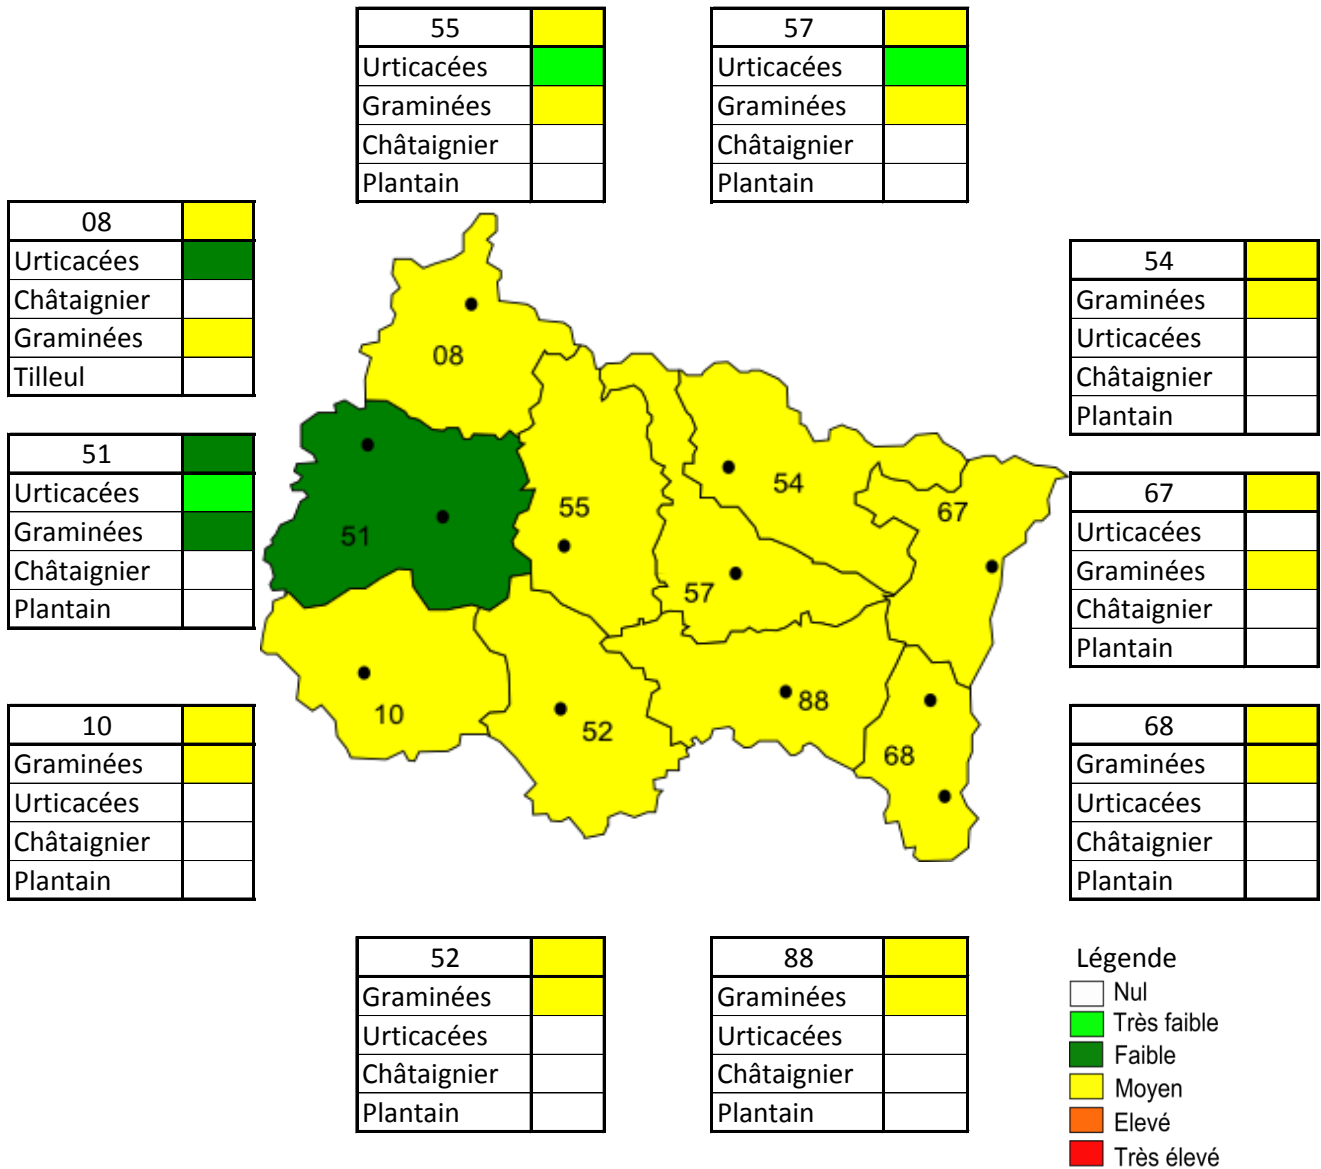 55
Urticacées
Graminées
Châtaignier
Plantain
57
Urticacées
Graminées
Châtaignier
Plantain
08
Urticacées
Châtaignier
Graminées
Tilleul
51
Urticacées
Graminées
Châtaignier
Plantain
10
Graminées
Urticacées
Châtaignier
Plantain
08
51
55
54
67
57
10
52
88
68
54
Graminées
Urticacées
Châtaignier
Plantain
67
Urticacées
Graminées
Châtaignier
Plantain
68
Graminées
Urticacées
Châtaignier
Plantain
52
Graminées
Urticacées
Châtaignier
Plantain
88
Graminées
Urticacées
Châtaignier
Plantain
Légende
Nul
Très faible
Faible
Moyen
Elevé
Très élevé